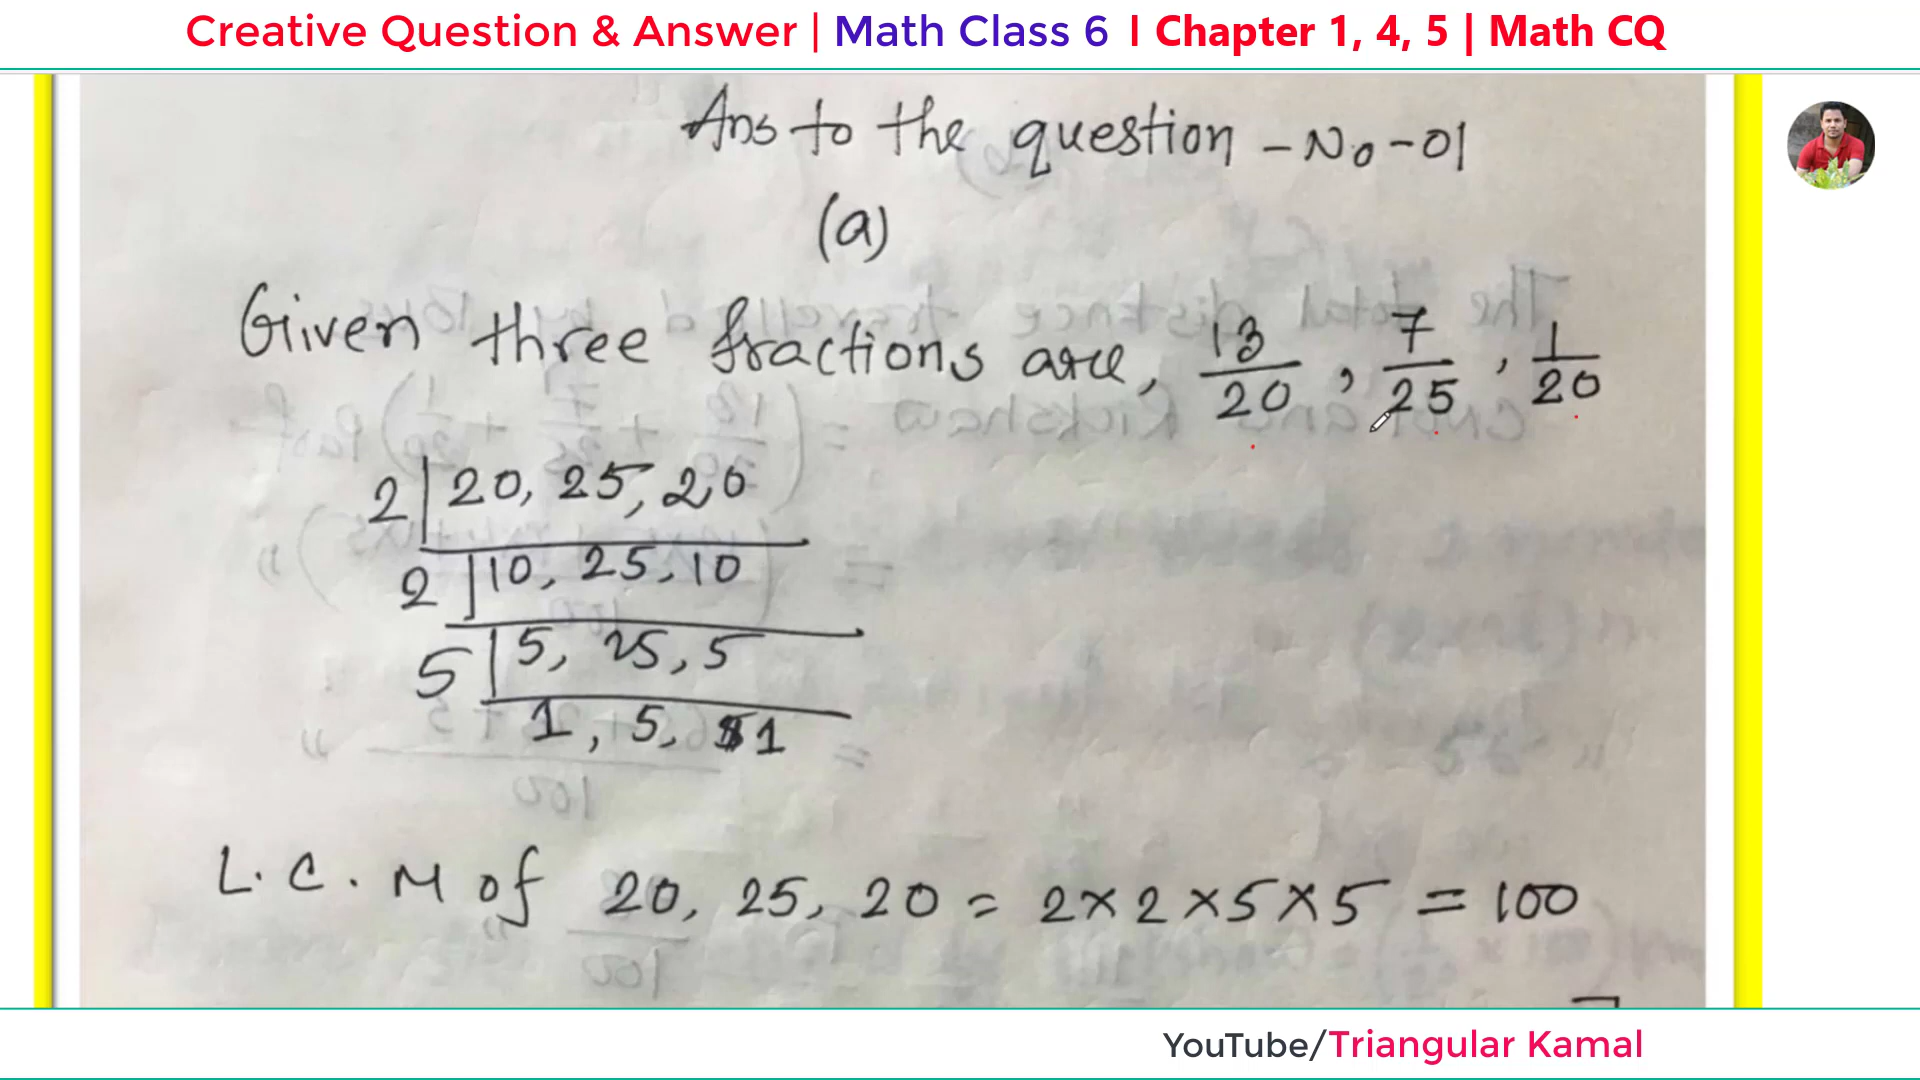 Creative Question & Answer | Math Class 6 I Chapter 1, 4, 5 | Math CQ
Ans to the question - No - 01
(a)
Given three fractions are, 13/20, 7/25, 1/20
2 | 20, 25, 20
2 | 10, 25, 10
5 | 5, 25, 5
1, 5, 1
L.C.M of 20, 25, 20 = 2×2×5×5 = 100
YouTube/Triangular Kamal